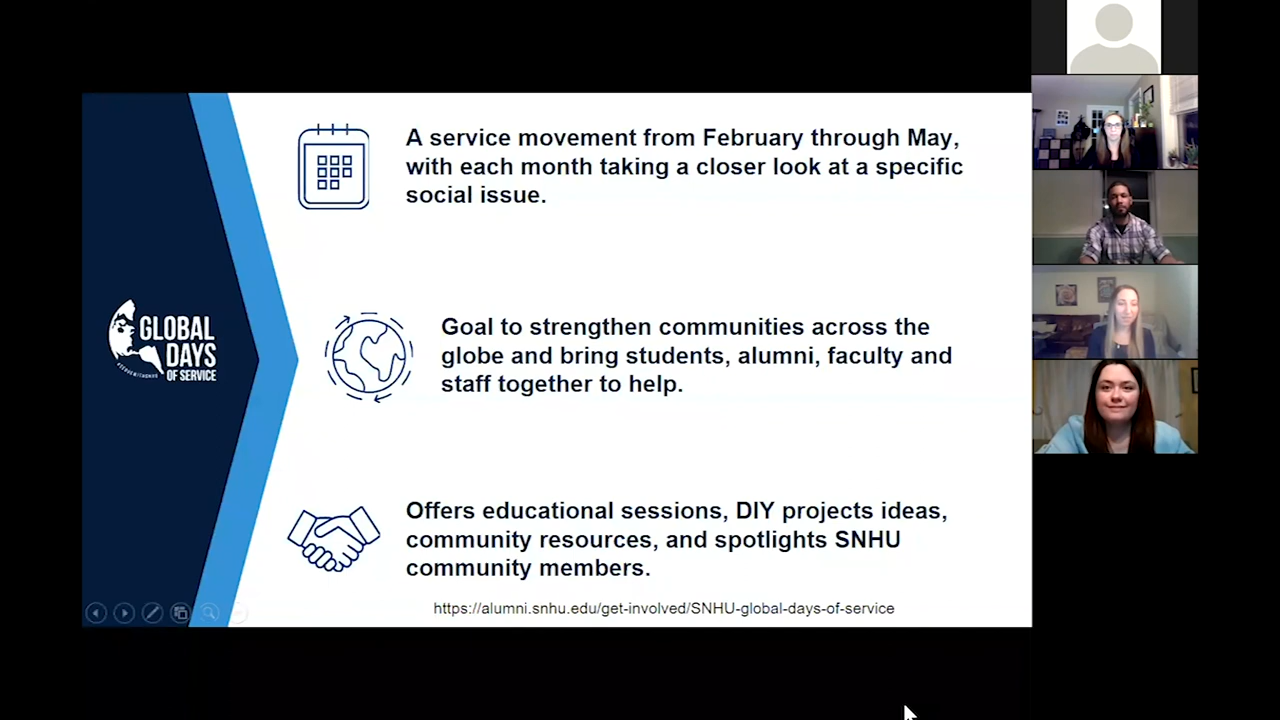 A service movement from February through May,
with each month taking a closer look at a specific
social issue.
GLOBAL
DAYS
OF SERVICE
Goal to strengthen communities across the
globe and bring students, alumni, faculty and
staff together to help.
Offers educational sessions, DIY projects ideas,
community resources, and spotlights SNHU
community members.
https://alumni.snhu.edu/get-involved/SNHU-global-days-of-service